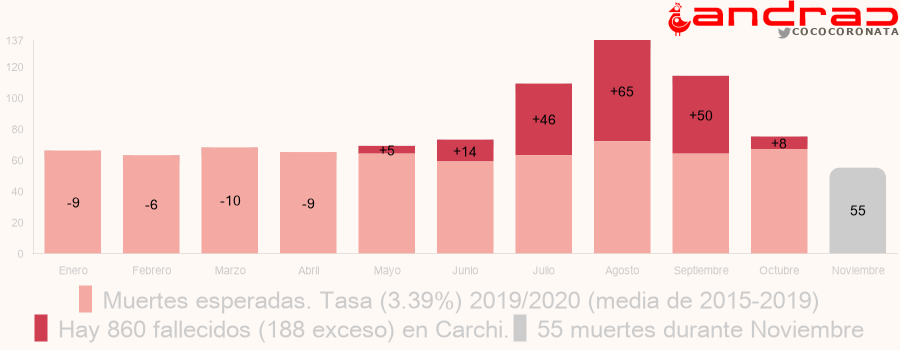 andrac
COCOCORONATA
137
120
100
80
60
40
20
0
-9
-6
-10
-9
+5
+14
+46
+65
+50
+8
55
Enero
Febrero
Marzo
Abril
Mayo
Junio
Julio
Agosto
Septiembre
Octubre
Noviembre
Muertes esperadas. Tasa (3.39%) 2019/2020 (media de 2015-2019)
Hay 860 fallecidos (188 exceso) en Carchi. 55 muertes durante Noviembre